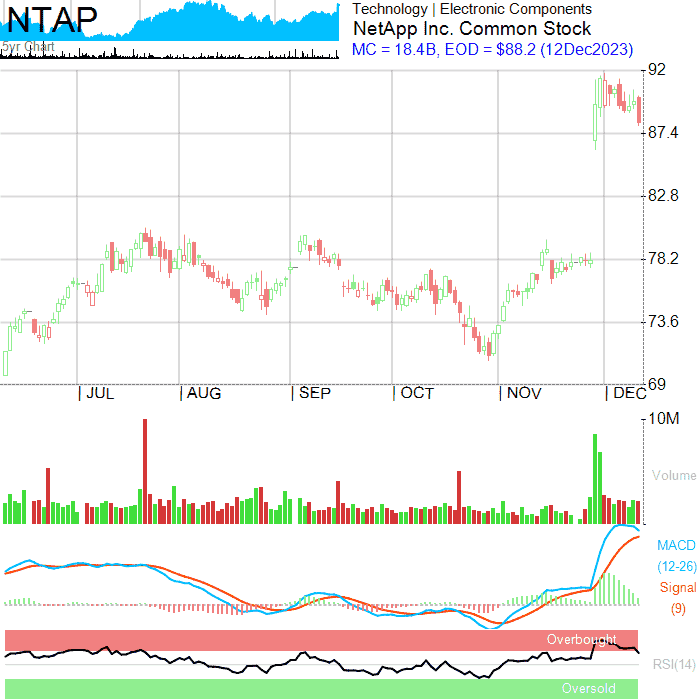 NTAP
5yr Chart
Technology | Electronic Components
NetApp Inc. Common Stock
MC = 18.4B, EOD = $88.2 (12Dec2023)
92
87.4
82.8
78.2
73.6
69
JUL AUG SEP OCT NOV DEC
10M
Volume
MACD
(12-26)
Signal
(9)
Overbought
RSI(14)
Oversold